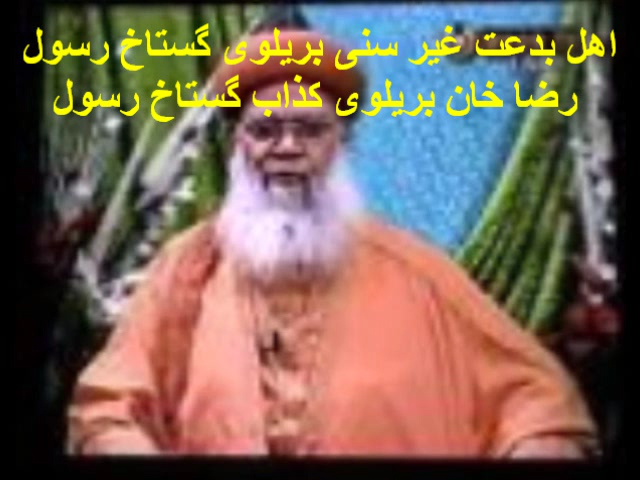 اهل بدعت غیر سنی بریلوی گستاخ رسول
رضا خان بریلوی کذاب گستاخ رسول